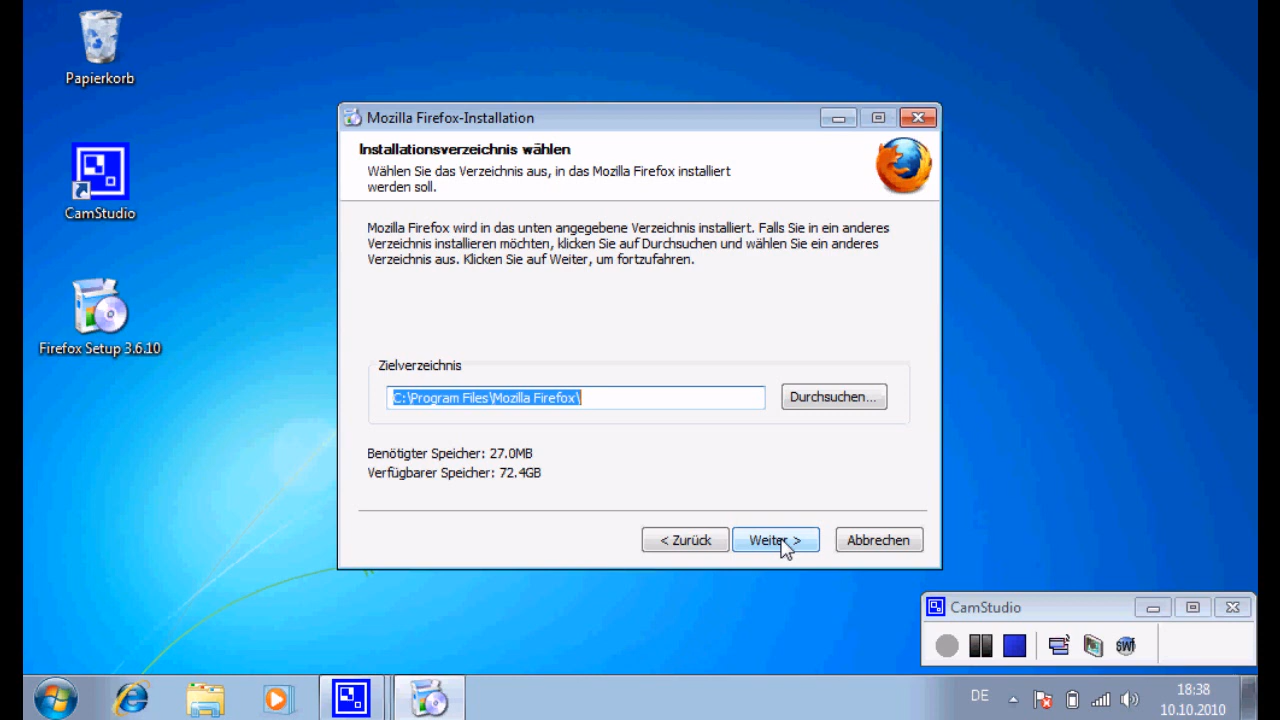 Papierkorb
CamStudio
Firefox Setup 3.6.10
Mozilla Firefox-Installation
Installationsverzeichnis wählen
Wählen Sie das Verzeichnis aus, in das Mozilla Firefox installiert
werden soll.
Mozilla Firefox wird in das unten angegebene Verzeichnis installiert. Falls Sie in ein anderes
Verzeichnis installieren möchten, klicken Sie auf Durchsuchen und wählen Sie ein anderes
Verzeichnis aus. Klicken Sie auf Weiter, um fortzufahren.
Zielverzeichnis
C:\Program Files\Mozilla Firefox\
Durchsuchen...
Benötigter Speicher: 27.0MB
Verfügbarer Speicher: 72.4GB
< Zurück
Weiter >
Abbrechen
CamStudio
SWf
DE
18:38
10.10.2010